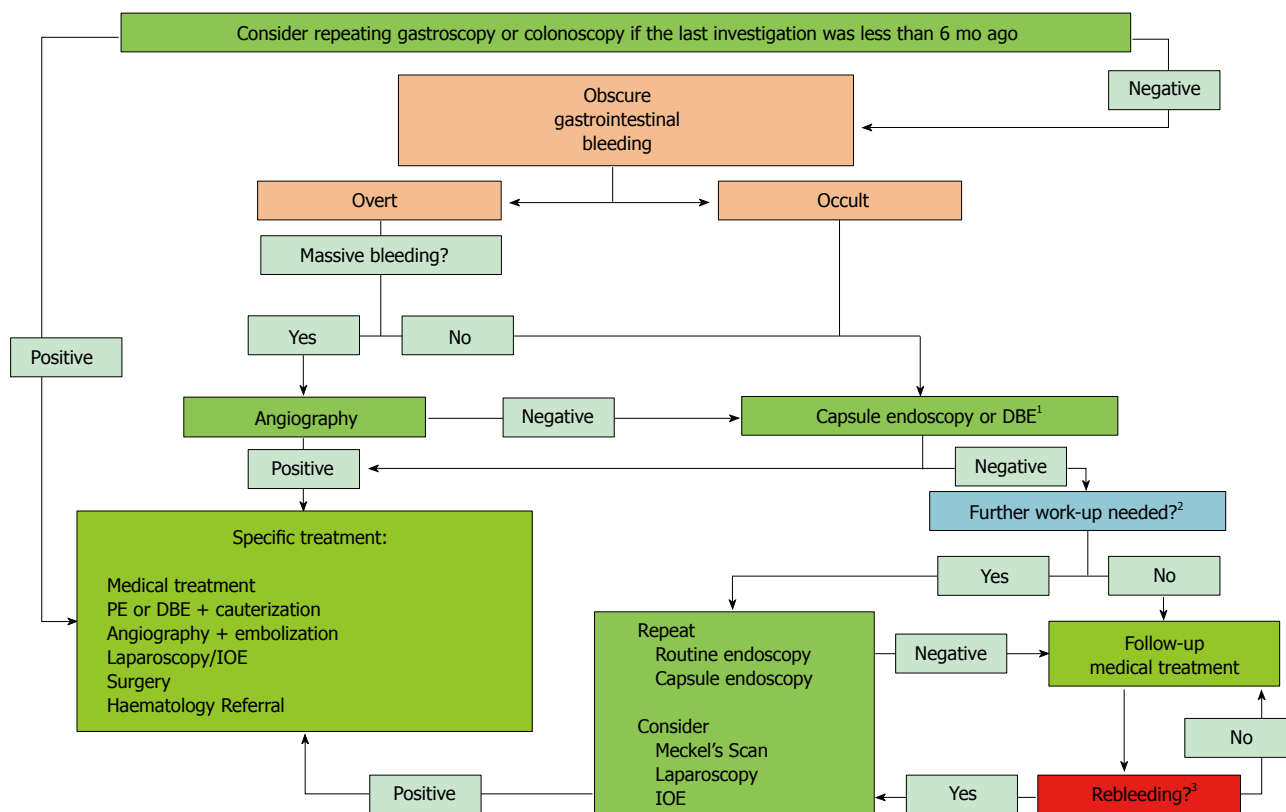 Consider repeating gastroscopy or colonoscopy if the last investigation was less than 6 mo ago
Negative
Obscure
gastrointestinal
bleeding
Overt
Occult
Massive bleeding?
Yes
No
Positive
Angiography
Negative
Capsule endoscopy or DBE¹
Positive
Negative
Further work-up needed?²
Specific treatment:
Medical treatment
PE or DBE + cauterization
Angiography + embolization
Laparoscopy/IOE
Surgery
Haematology Referral
Yes
No
Repeat
Routine endoscopy
Capsule endoscopy
Consider
Meckel's Scan
Laparoscopy
IOE
Negative
Follow-up
medical treatment
No
Positive
Yes
Rebleeding?³